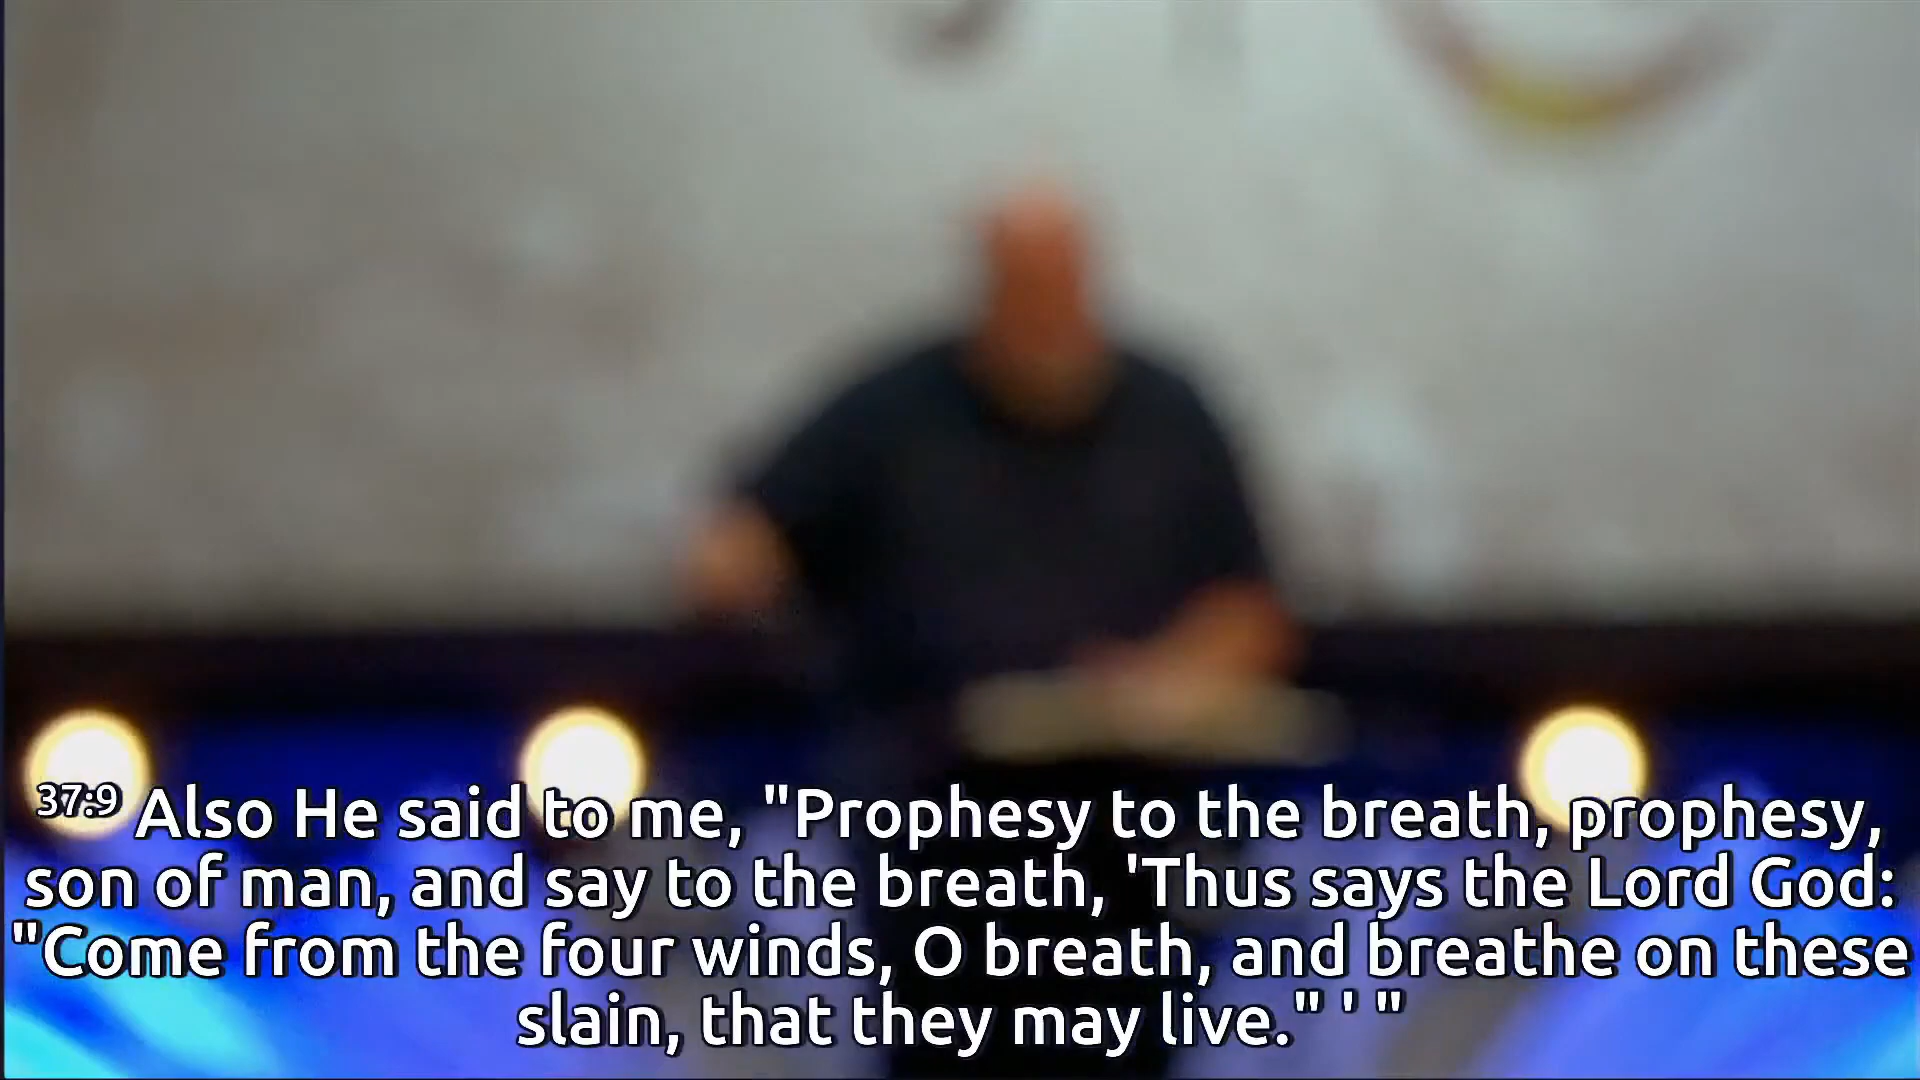 37:9 Also He said to me, "Prophesy to the breath, prophesy,
son of man, and say to the breath, 'Thus says the Lord God:
"Come from the four winds, O breath, and breathe on these
slain, that they may live." ' "